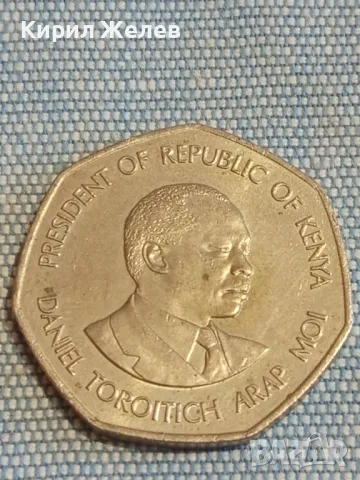 Кирил Желев
PRESIDENT OF REPUBLIC OF KENYA
DANIEL TOROITICH ARAP MOI